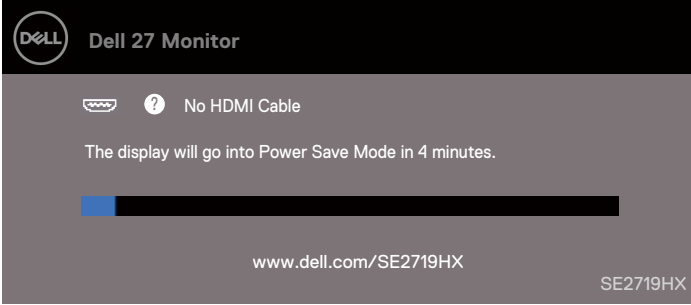 DELL Dell 27 Monitor
? No HDMI Cable
The display will go into Power Save Mode in 4 minutes.
www.dell.com/SE2719HX
SE2719HX